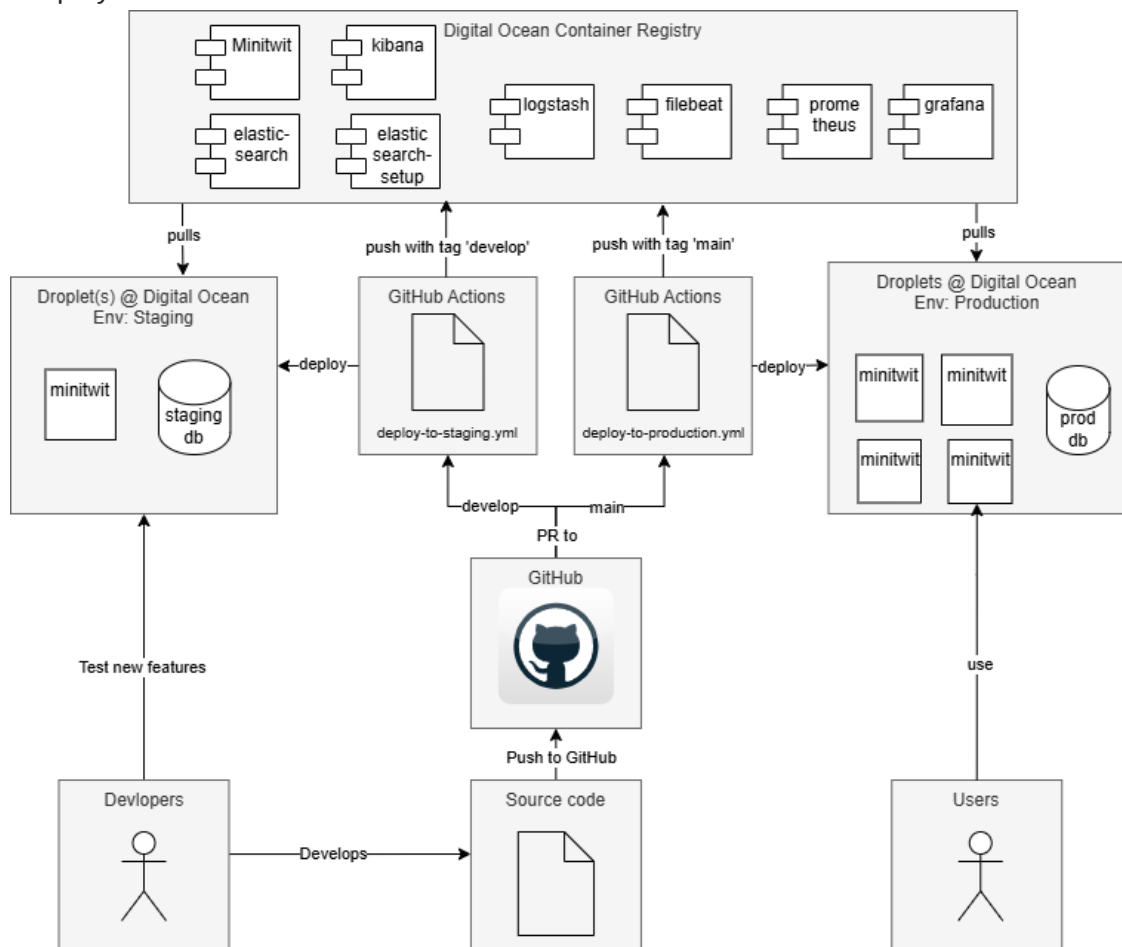 Digital Ocean Container Registry
Minitwit
kibana
logstash
filebeat
prome
theus
grafana
elastic-
search
elastic
search-
setup
pulls
push with tag 'develop'
push with tag 'main'
pulls
Droplet(s) @ Digital Ocean
Env: Staging
minitwit
staging
db
deploy
GitHub Actions
deploy-to-staging.yml
GitHub Actions
deploy-to-production.yml
deploy
Droplets @ Digital Ocean
Env: Production
minitwit
minitwit
minitwit
minitwit
prod
db
develop
main
PR to
GitHub
Test new features
use
Push to GitHub
Devlopers
Develops
Source code
Users